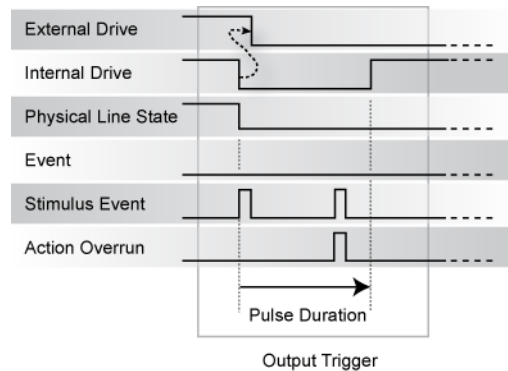 External Drive
Internal Drive
Physical Line State
Event
Stimulus Event
Action Overrun
Pulse Duration
Output Trigger